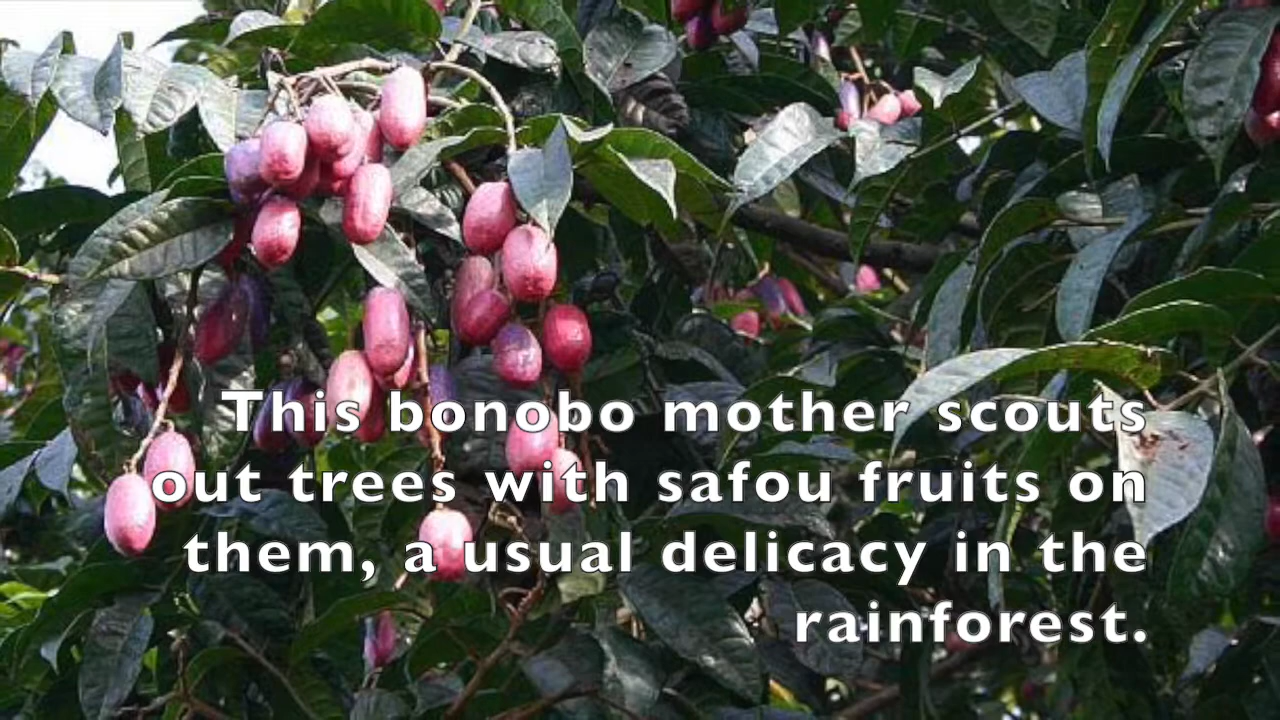 This bonobo mother scouts
out trees with safou fruits on
them, a usual delicacy in the
rainforest.